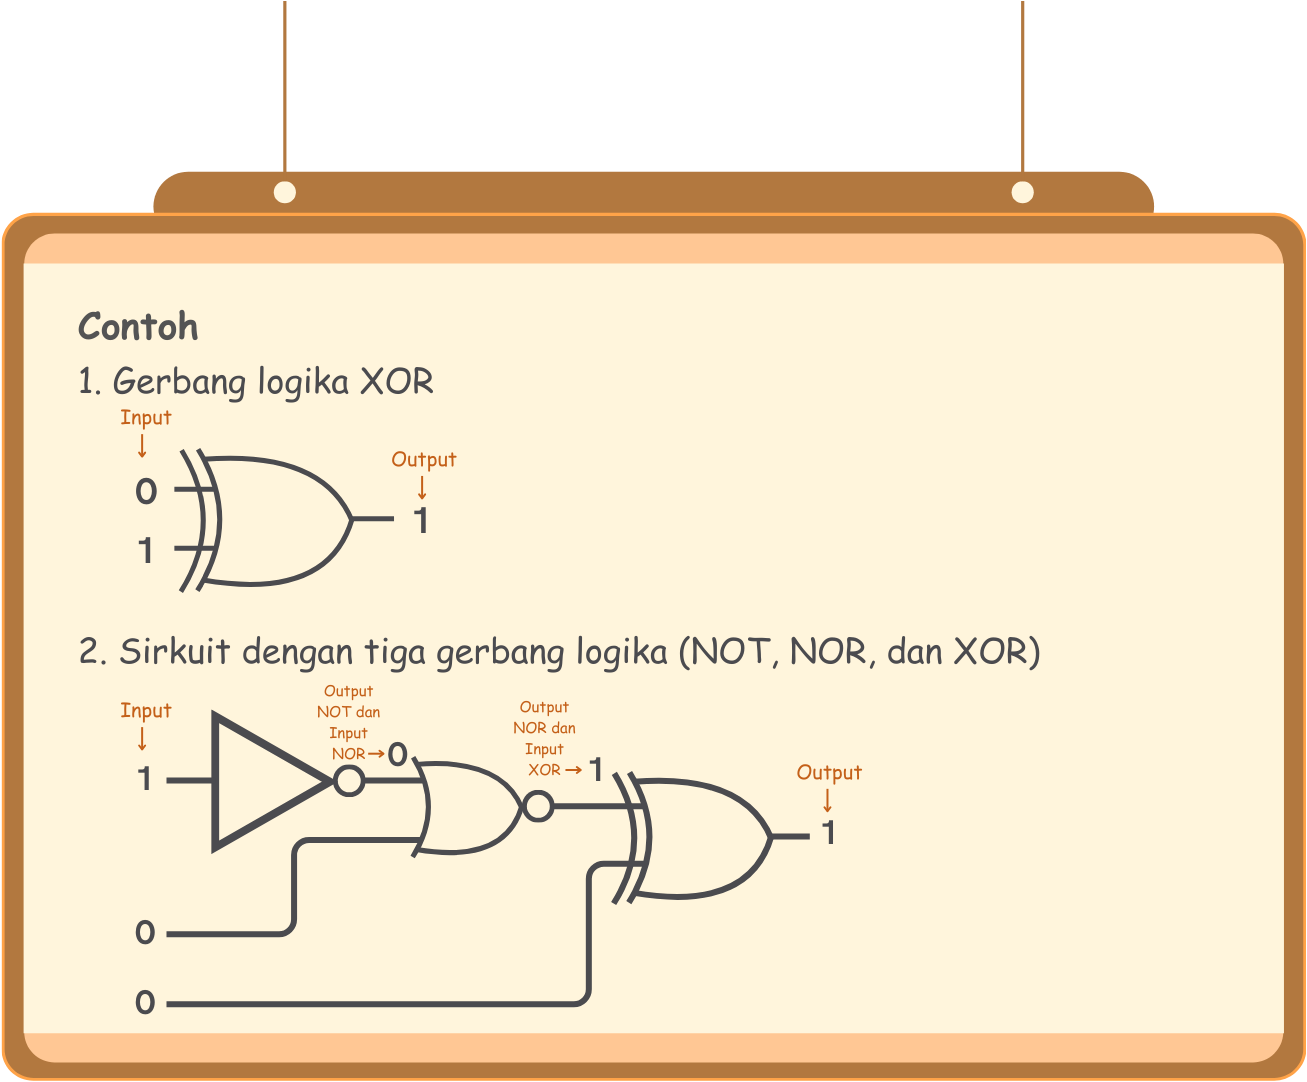 Contoh
1. Gerbang logika XOR
Input
↓
0
1
Output
↓
1
2. Sirkuit dengan tiga gerbang logika (NOT, NOR, dan XOR)
Input
↓
1
Output
NOT dan
Input
NOR→0
Output
NOR dan
Input
XOR→1
Output
↓
1
0
0